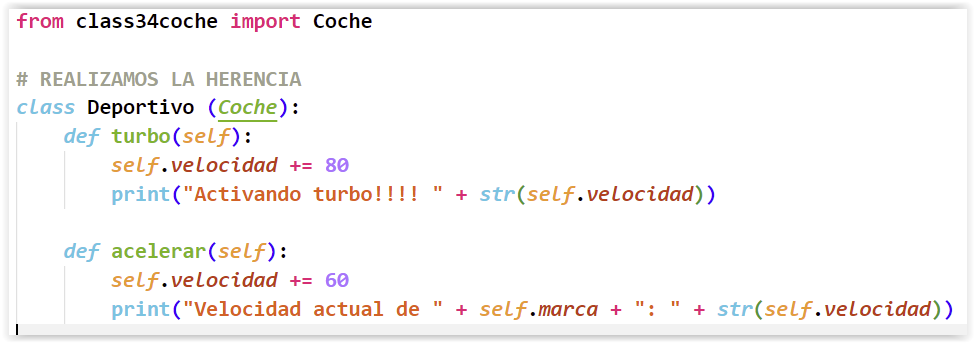 from class34coche import Coche
# REALIZAMOS LA HERENCIA
class Deportivo (Coche):
def turbo(self):
self.velocidad += 80
print("Activando turbo!!!! " + str(self.velocidad))
def acelerar(self):
self.velocidad += 60
print("Velocidad actual de " + self.marca + ": " + str(self.velocidad))